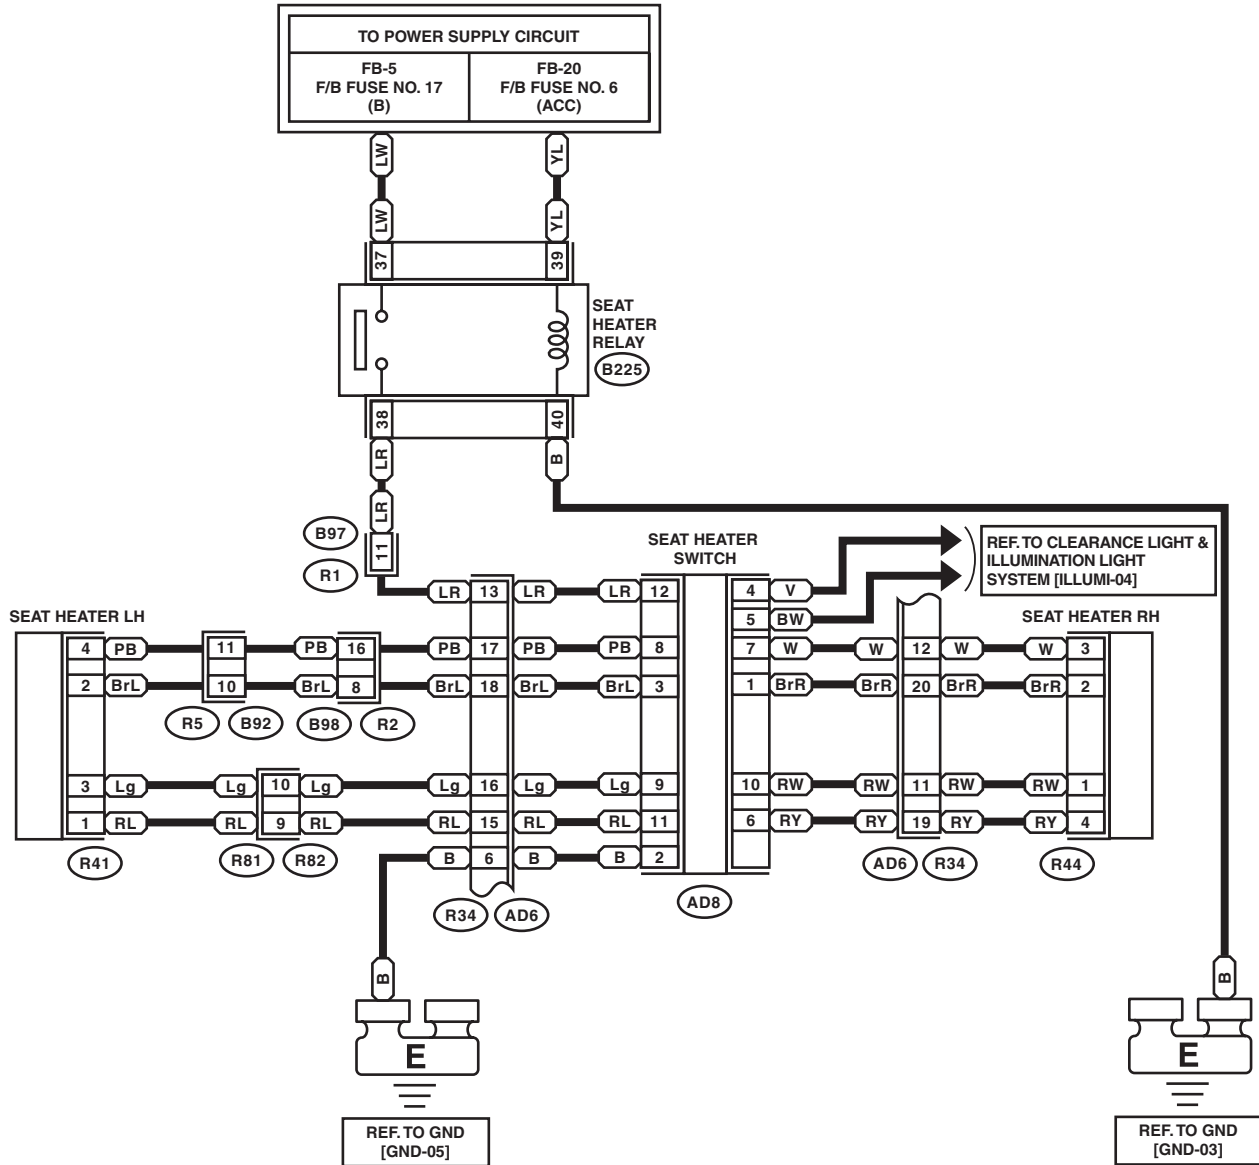 TO POWER SUPPLY CIRCUIT
FB-5
F/B FUSE NO. 17
(B)
FB-20
F/B FUSE NO. 6
(ACC)
LW
YL
LW
YL
37
39
SEAT
HEATER
RELAY
B225
38
40
LR
B
LR
B97
11
R1
SEAT HEATER
SWITCH
REF. TO CLEARANCE LIGHT &
ILLUMINATION LIGHT
SYSTEM [ILLUMI-04]
LR 13 LR LR 12 4 V
5 BW
SEAT HEATER LH
SEAT HEATER RH
4 PB 11 PB 16 PB 17 PB PB 8 7 W W 12 W W 3
2 BrL 10 BrL 8 BrL 18 BrL BrL 3 1 BrR BrR 20 BrR BrR 2
R5 B92 B98 R2
3 Lg Lg 10 Lg Lg 16 Lg Lg 9 10 RW RW 11 RW RW 1
1 RL RL 9 RL RL 15 RL RL 11 6 RY RY 19 RY RY 4
B 6 B B 2
R41 R81 R82 AD6 R34 R44
R34 AD6 AD8
B
B
E
E
REF. TO GND
[GND-05]
REF. TO GND
[GND-03]